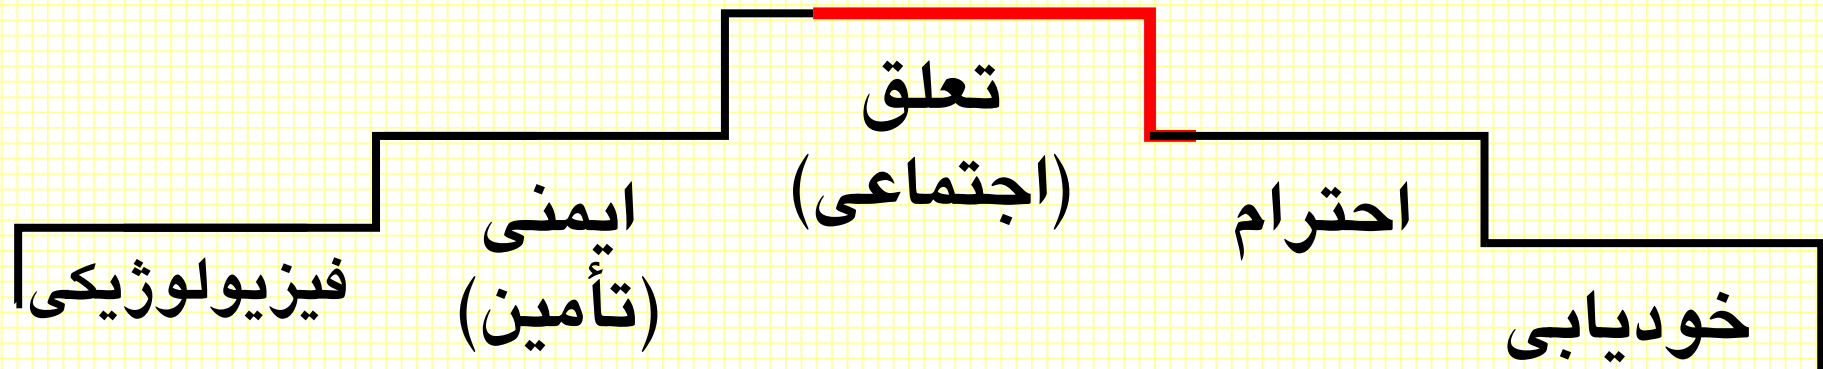 تعلق
(اجتماعی)
ایمنی
(تأمین)
احترام
فیزیولوژیکی
خودیابی